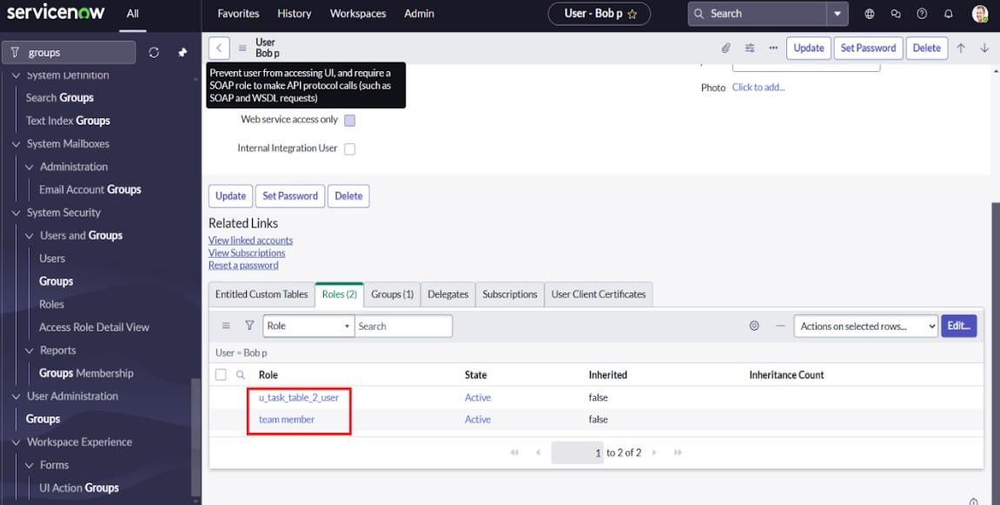 servicenow
All
Favorites
History
Workspaces
Admin
User - Bob p
Search
groups
System Definition
Search Groups
Text Index Groups
System Mailboxes
Administration
Email Account Groups
System Security
Users and Groups
Users
Groups
Roles
Access Role Detail View
Reports
Groups Membership
User Administration
Groups
Workspace Experience
Forms
UI Action Groups
User
Bob p
Update
Set Password
Delete
Prevent user from accessing UI, and require a
SOAP role to make API protocol calls (such as
SOAP and WSDL requests)
Photo Click to add...
Web service access only
Internal Integration User
Update
Set Password
Delete
Related Links
View linked accounts
View Subscriptions
Reset a password
Entitled Custom Tables
Roles (2)
Groups (1)
Delegates
Subscriptions
User Client Certificates
Role
Search
Actions on selected rows...
Edit...
User = Bob p
Role State Inherited Inheritance Count
u_task_table_2_user Active false
team member Active false
1 to 2 of 2